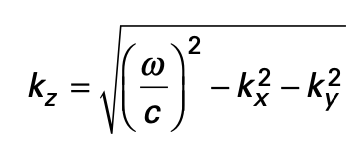 k_z = √((ω/c)² − k_x² − k_y²)